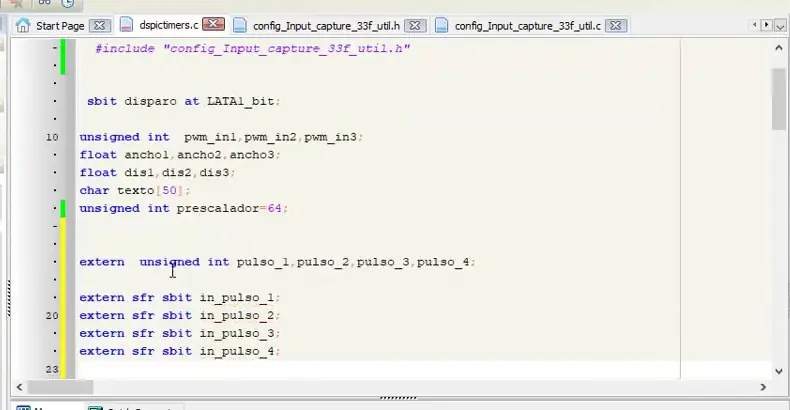 Start Page dspictimers.c config_Input_capture_33f_util.h config_Input_capture_33f_util.c
#include "config_Input_capture_33f_util.h"
sbit disparo at LATA1_bit;
10 unsigned int pwm_in1,pwm_in2,pwm_in3;
float ancho1,ancho2,ancho3;
float dis1,dis2,dis3;
char texto[50];
unsigned int prescalador=64;
extern unsigned int pulso_1,pulso_2,pulso_3,pulso_4;
extern sfr sbit in_pulso_1;
20 extern sfr sbit in_pulso_2;
extern sfr sbit in_pulso_3;
extern sfr sbit in_pulso_4;
23